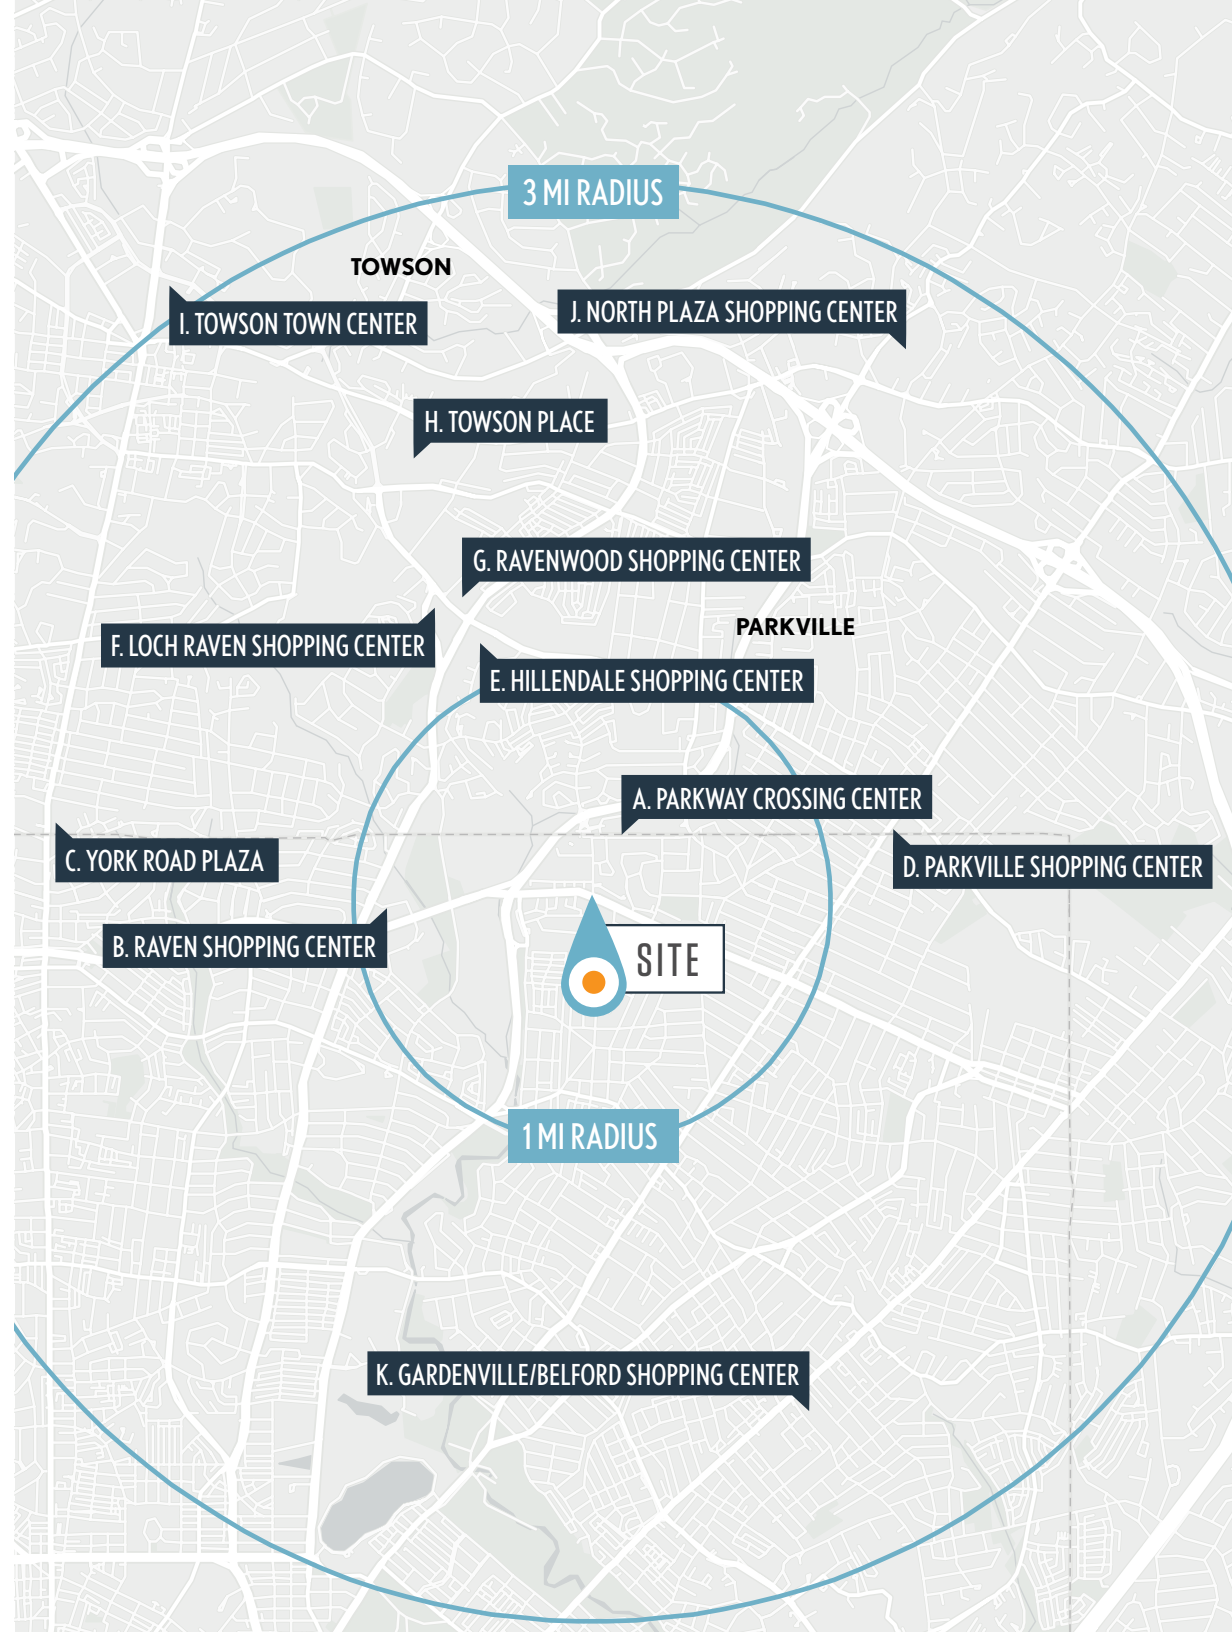 3 MI RADIUS
TOWSON
I. TOWSON TOWN CENTER
J. NORTH PLAZA SHOPPING CENTER
H. TOWSON PLACE
G. RAVENWOOD SHOPPING CENTER
PARKVILLE
F. LOCH RAVEN SHOPPING CENTER
E. HILLENDALE SHOPPING CENTER
A. PARKWAY CROSSING CENTER
C. YORK ROAD PLAZA
D. PARKVILLE SHOPPING CENTER
B. RAVEN SHOPPING CENTER
SITE
1 MI RADIUS
K. GARDENVILLE/BELFORD SHOPPING CENTER